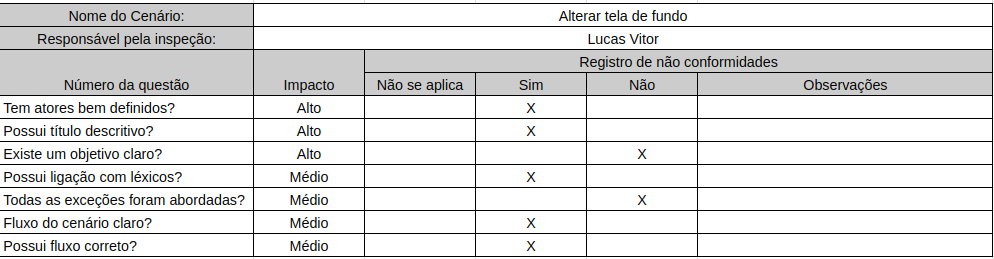 Nome do Cenário: Alterar tela de fundo
Responsável pela inspeção: Lucas Vitor
Registro de não conformidades
Número da questão Impacto Não se aplica Sim Não Observações
Tem atores bem definidos? Alto X
Possui título descritivo? Alto X
Existe um objetivo claro? Alto X
Possui ligação com léxicos? Médio X
Todas as exceções foram abordadas? Médio X
Fluxo do cenário claro? Médio X
Possui fluxo correto? Médio X